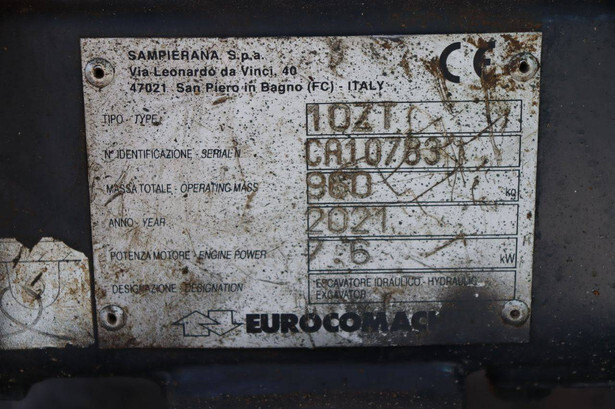 SAMPIERANA S.p.a.
Via Leonardo da Vinci, 40
47021 San Piero in Bagno (FC) - ITALY
CE
TIPO - TYPE 10ZT
N° IDENTIFICAZIONE - SERIAL N
MASSA TOTALE - OPERATING MASS 960 kg
ANNO - YEAR 2021
POTENZA MOTORE - ENGINE POWER 7.6 kW
DESIGNAZIONE - DESIGNATION ESCAVATORE IDRAULICO - HYDRAULIC
EXCAVATOR